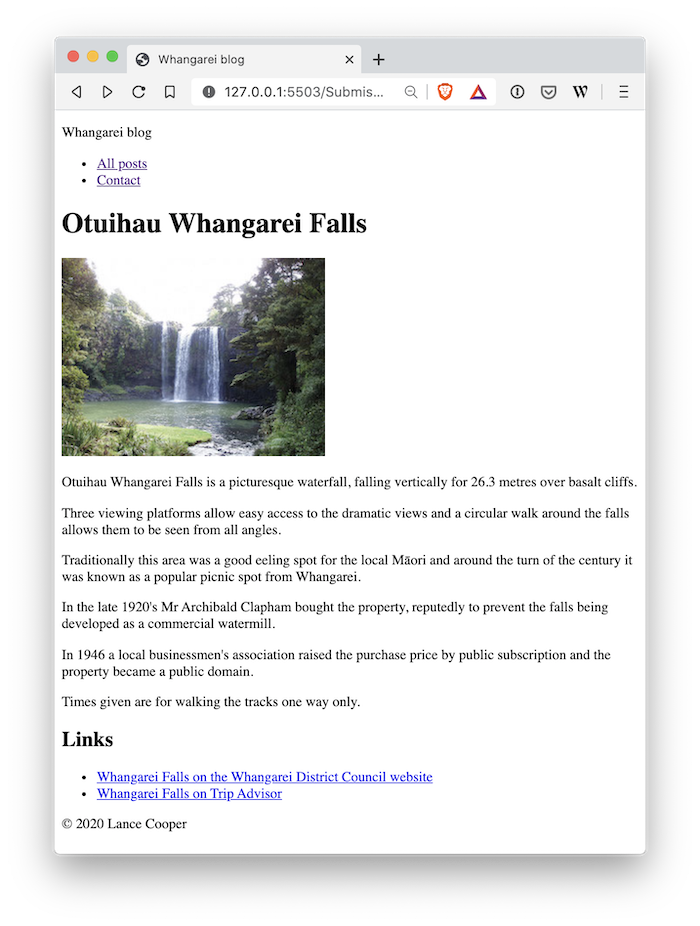 Whangarei blog
127.0.0.1:5503/Submis...
W
Whangarei blog
All posts
Contact
Otuihau Whangarei Falls
Otuihau Whangarei Falls is a picturesque waterfall, falling vertically for 26.3 metres over basalt cliffs.
Three viewing platforms allow easy access to the dramatic views and a circular walk around the falls
allows them to be seen from all angles.
Traditionally this area was a good eeling spot for the local Māori and around the turn of the century it
was known as a popular picnic spot from Whangarei.
In the late 1920's Mr Archibald Clapham bought the property, reputedly to prevent the falls being
developed as a commercial watermill.
In 1946 a local businessmen's association raised the purchase price by public subscription and the
property became a public domain.
Times given are for walking the tracks one way only.
Links
Whangarei Falls on the Whangarei District Council website
Whangarei Falls on Trip Advisor
© 2020 Lance Cooper